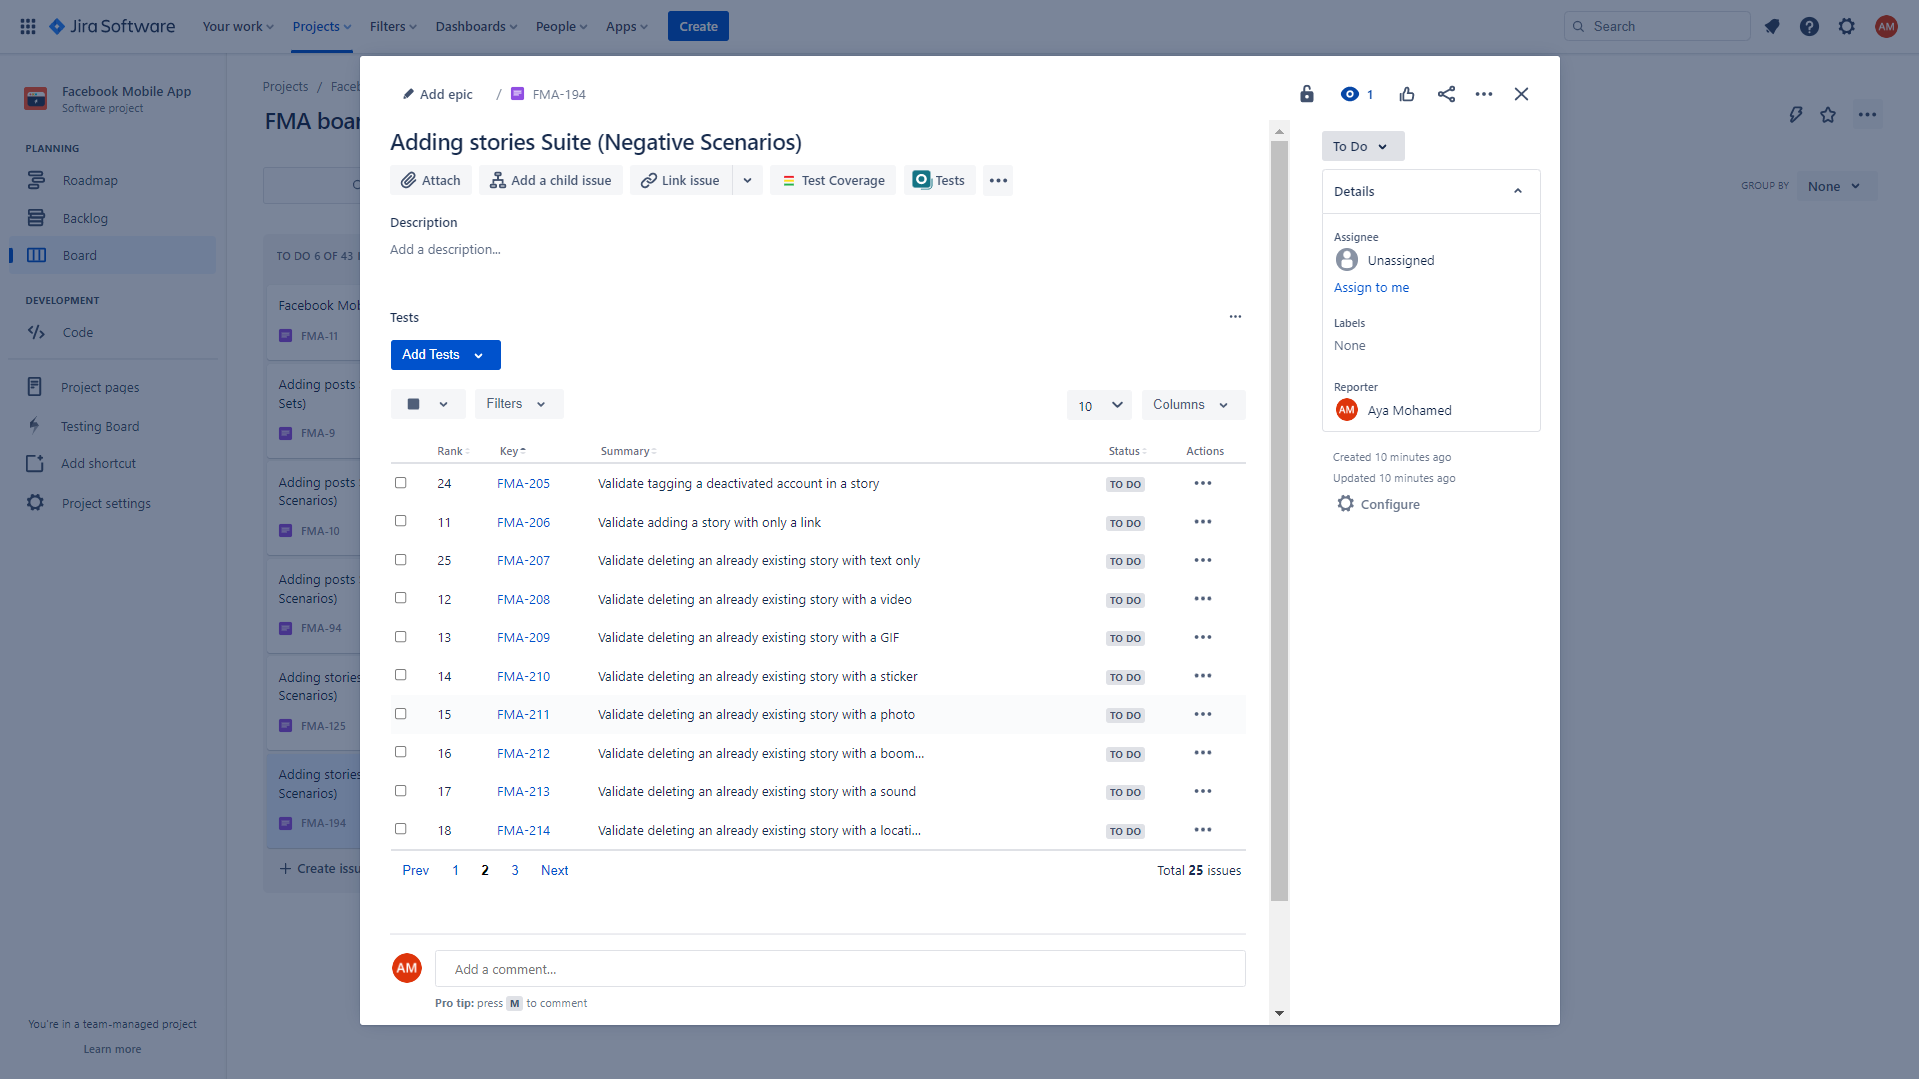 Jira Software
Your work
Projects
Filters
Dashboards
People
Apps
Create
Search
AM
Facebook Mobile App
Software project
PLANNING
Roadmap
Backlog
Board
DEVELOPMENT
Code
Project pages
Testing Board
Add shortcut
Project settings
You're in a team-managed project
Learn more
Projects / Faceb
FMA boar
GROUP BY None
TO DO 6 OF 43
Facebook Mob
FMA-11
Adding posts
Sets)
FMA-9
Adding posts
Scenarios)
FMA-10
Adding posts
Scenarios)
FMA-94
Adding stories
Scenarios)
FMA-125
Adding stories
Scenarios)
FMA-194
+ Create issu
Add epic / FMA-194
1
Adding stories Suite (Negative Scenarios)
Attach
Add a child issue
Link issue
Test Coverage
Tests
Description
Add a description...
Tests
Add Tests
Filters
10
Columns
Rank Key Summary Status Actions
24 FMA-205 Validate tagging a deactivated account in a story TO DO
11 FMA-206 Validate adding a story with only a link TO DO
25 FMA-207 Validate deleting an already existing story with text only TO DO
12 FMA-208 Validate deleting an already existing story with a video TO DO
13 FMA-209 Validate deleting an already existing story with a GIF TO DO
14 FMA-210 Validate deleting an already existing story with a sticker TO DO
15 FMA-211 Validate deleting an already existing story with a photo TO DO
16 FMA-212 Validate deleting an already existing story with a boom... TO DO
17 FMA-213 Validate deleting an already existing story with a sound TO DO
18 FMA-214 Validate deleting an already existing story with a locati... TO DO
Prev 1 2 3 Next
Total 25 issues
AM
Add a comment...
Pro tip: press M to comment
To Do
Details
Assignee
Unassigned
Assign to me
Labels
None
Reporter
AM Aya Mohamed
Created 10 minutes ago
Updated 10 minutes ago
Configure